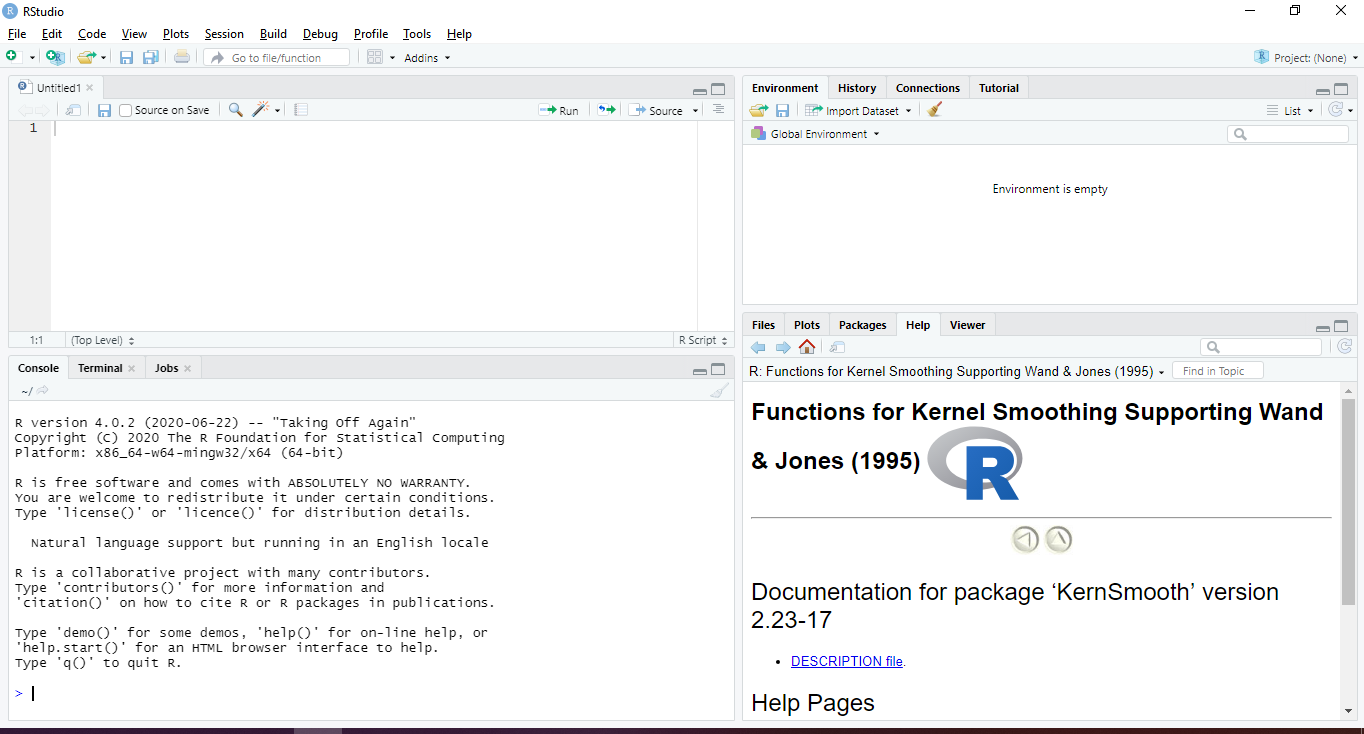 RStudio
File Edit Code View Plots Session Build Debug Profile Tools Help
Go to file/function Addins Project: (None)
Untitled1
Source on Save Run Source
1
1:1 (Top Level) R Script
Console Terminal Jobs
~/
R version 4.0.2 (2020-06-22) -- "Taking Off Again"
Copyright (C) 2020 The R Foundation for Statistical Computing
Platform: x86_64-w64-mingw32/x64 (64-bit)
R is free software and comes with ABSOLUTELY NO WARRANTY.
You are welcome to redistribute it under certain conditions.
Type 'license()' or 'licence()' for distribution details.
Natural language support but running in an English locale
R is a collaborative project with many contributors.
Type 'contributors()' for more information and
'citation()' on how to cite R or R packages in publications.
Type 'demo()' for some demos, 'help()' for on-line help, or
'help.start()' for an HTML browser interface to help.
Type 'q()' to quit R.
>
Environment History Connections Tutorial
Import Dataset List
Global Environment
Environment is empty
Files Plots Packages Help Viewer
R: Functions for Kernel Smoothing Supporting Wand & Jones (1995) Find in Topic
Functions for Kernel Smoothing Supporting Wand
& Jones (1995) R
Documentation for package ‘KernSmooth’ version
2.23-17
• DESCRIPTION file.
Help Pages